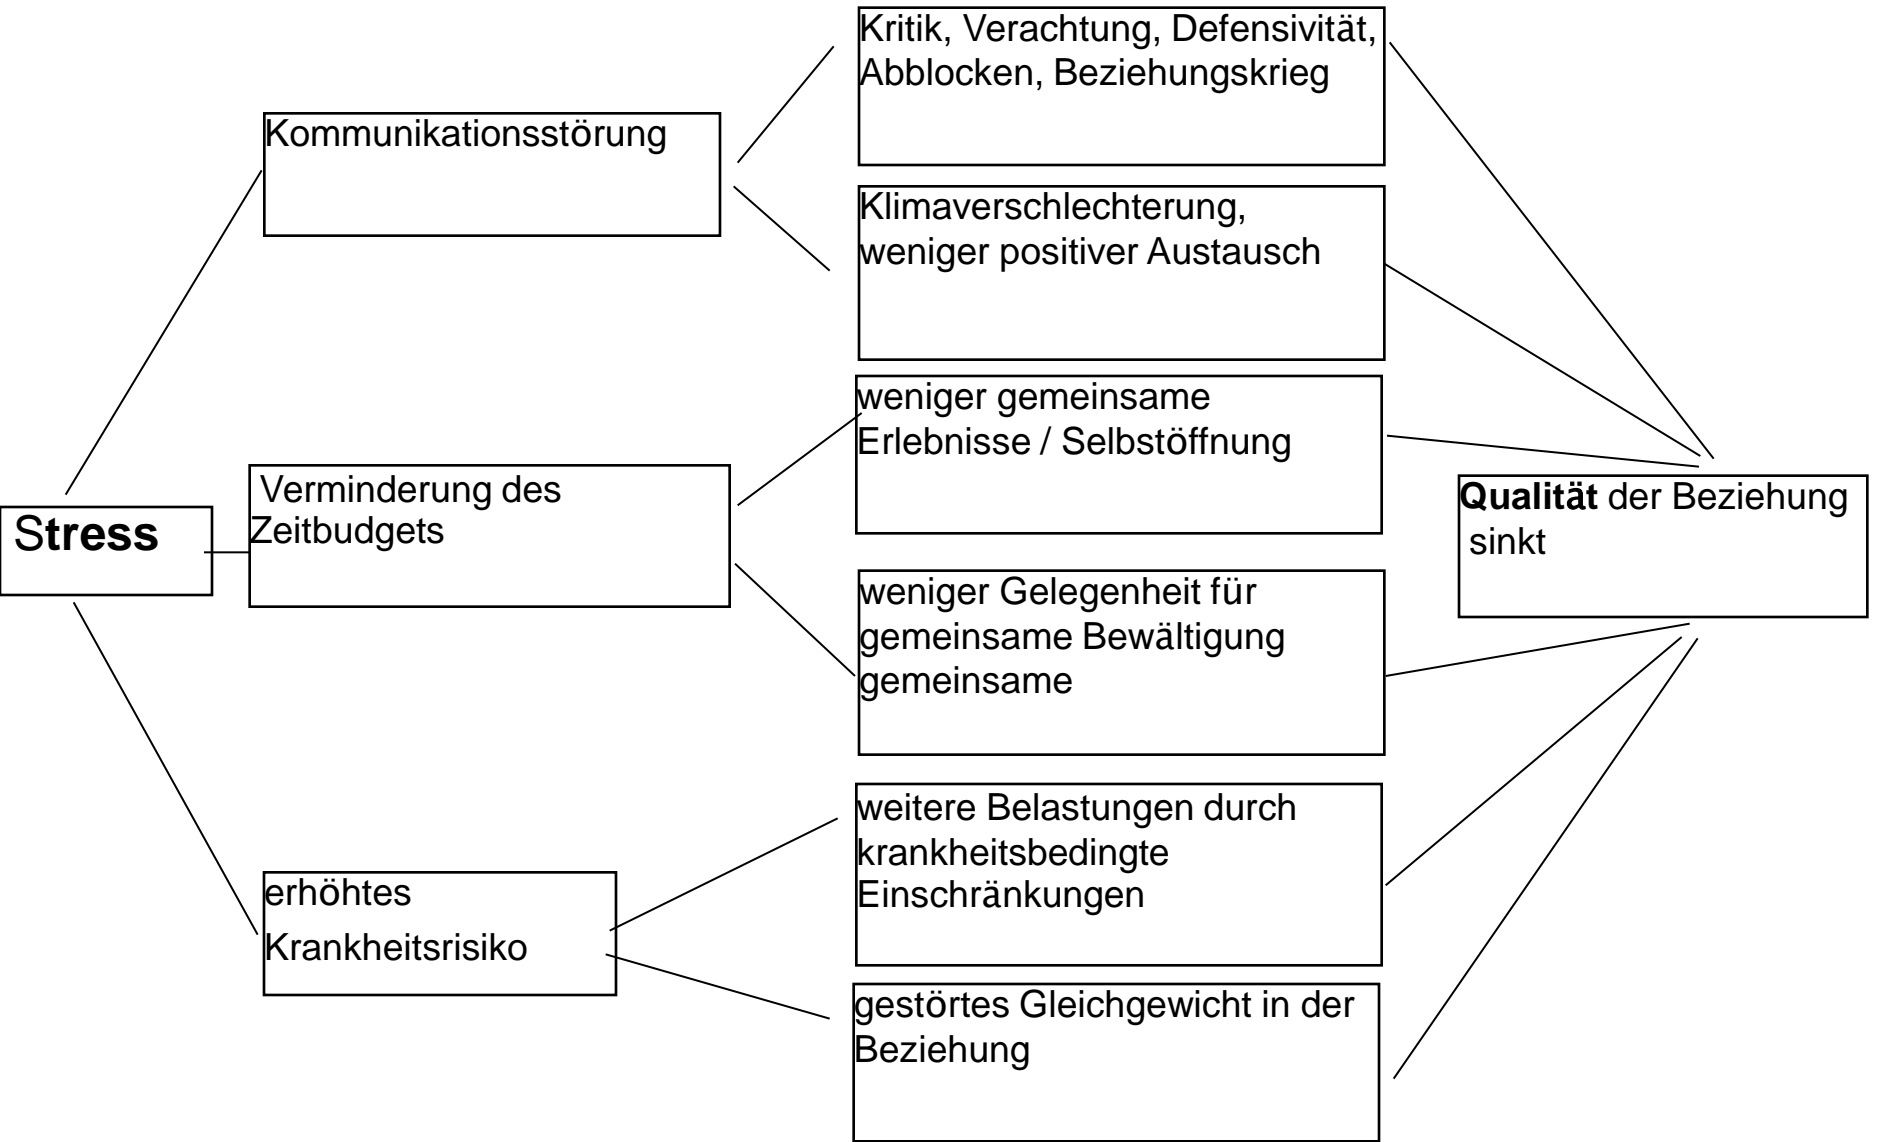 Stress
Kommunikationsstörung
Verminderung des
Zeitbudgets
erhöhtes
Krankheitsrisiko
Kritik, Verachtung, Defensivität,
Abblocken, Beziehungskrieg
Klimaverschlechterung,
weniger positiver Austausch
weniger gemeinsame
Erlebnisse / Selbstöffnung
weniger Gelegenheit für
gemeinsame Bewältigung
gemeinsame
weitere Belastungen durch
krankheitsbedingte
Einschränkungen
gestörtes Gleichgewicht in der
Beziehung
Qualität der Beziehung
sinkt